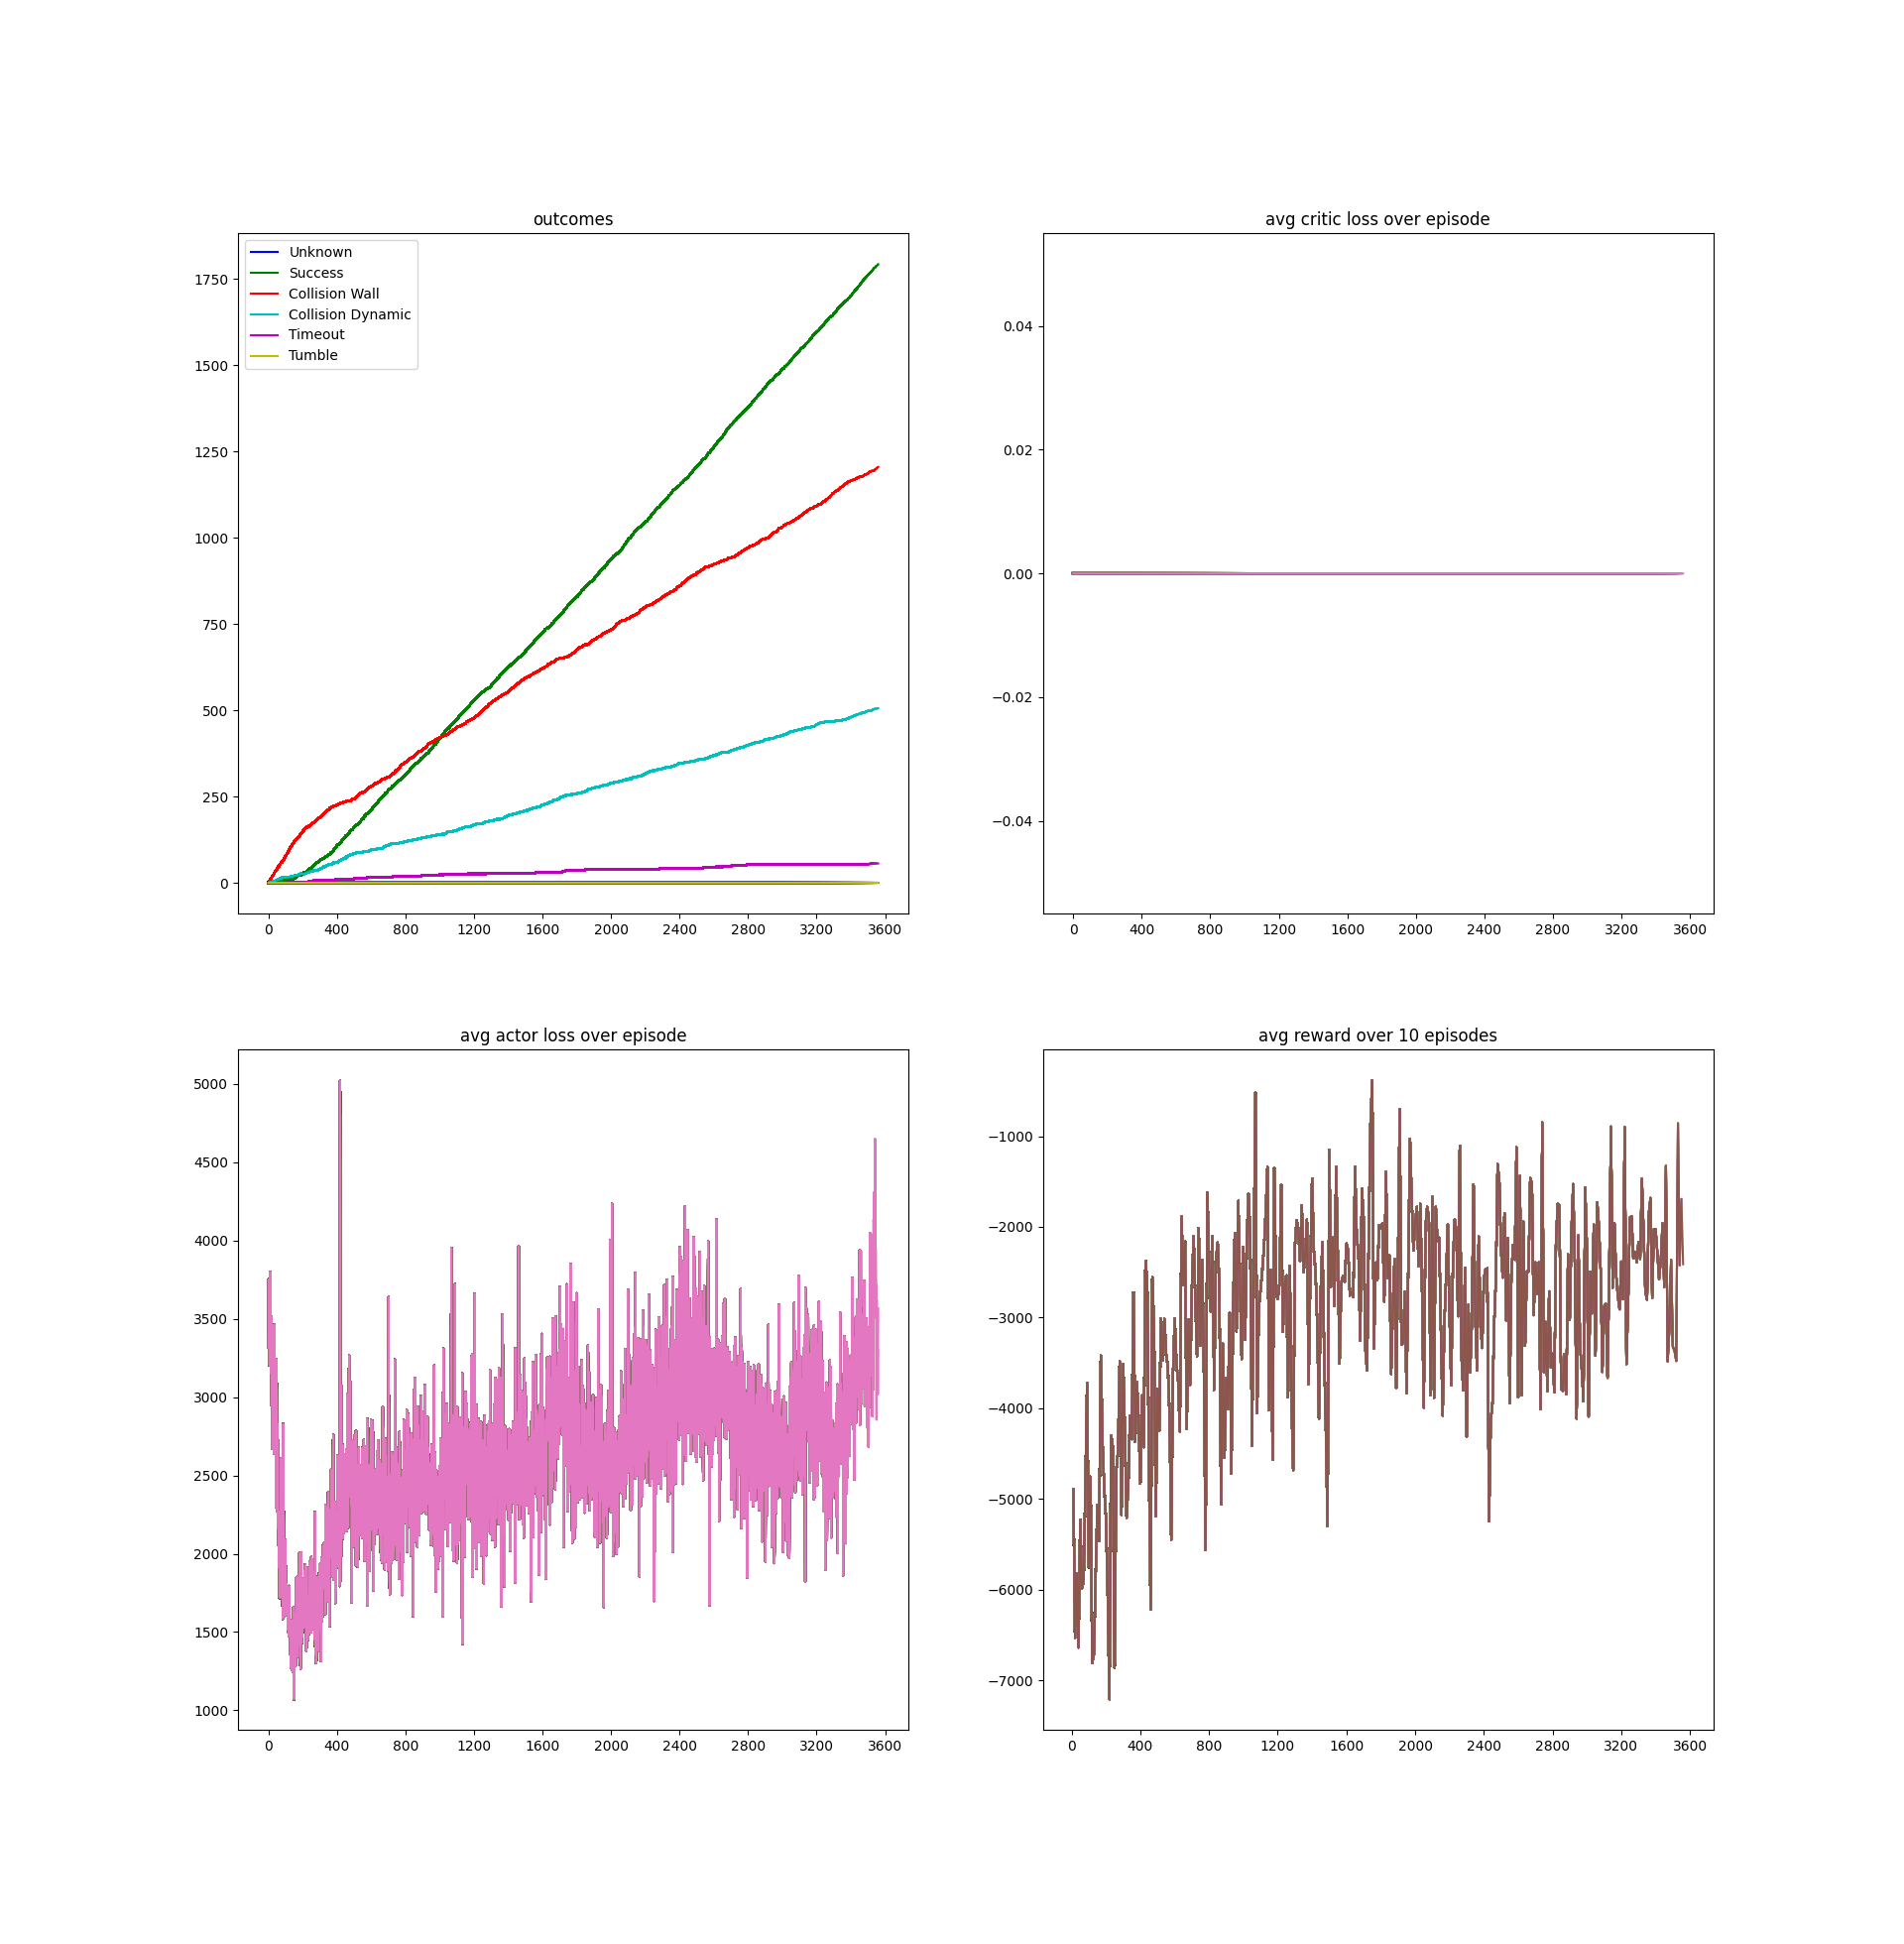 outcomes
Unknown
Success
Collision Wall
Collision Dynamic
Timeout
Tumble
1750
1500
1250
1000
750
500
250
0
0 400 800 1200 1600 2000 2400 2800 3200 3600
avg critic loss over episode
0.04
0.02
0.00
−0.02
−0.04
0 400 800 1200 1600 2000 2400 2800 3200 3600
avg actor loss over episode
5000
4500
4000
3500
3000
2500
2000
1500
1000
0 400 800 1200 1600 2000 2400 2800 3200 3600
avg reward over 10 episodes
−1000
−2000
−3000
−4000
−5000
−6000
−7000
0 400 800 1200 1600 2000 2400 2800 3200 3600